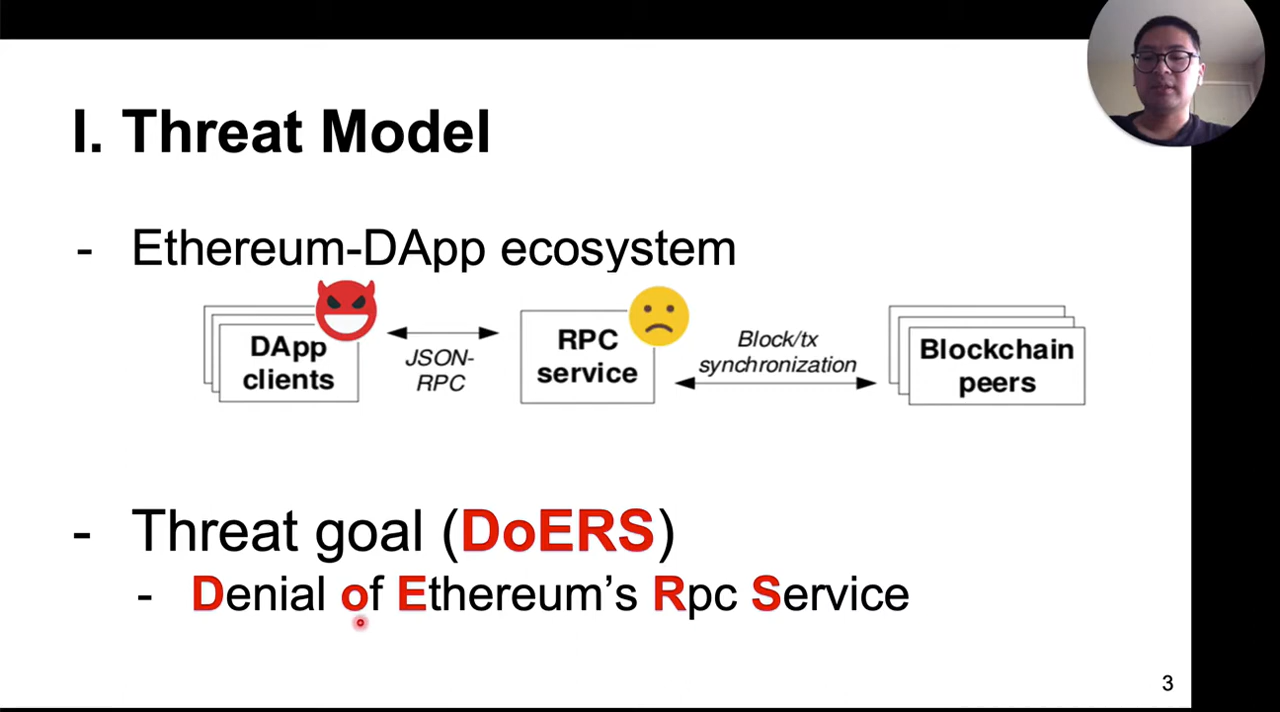 I. Threat Model
- Ethereum-DApp ecosystem
DApp
clients
JSON-
RPC
RPC
service
Block/tx
synchronization
Blockchain
peers
- Threat goal (DoERS)
- Denial of Ethereum’s Rpc Service
3